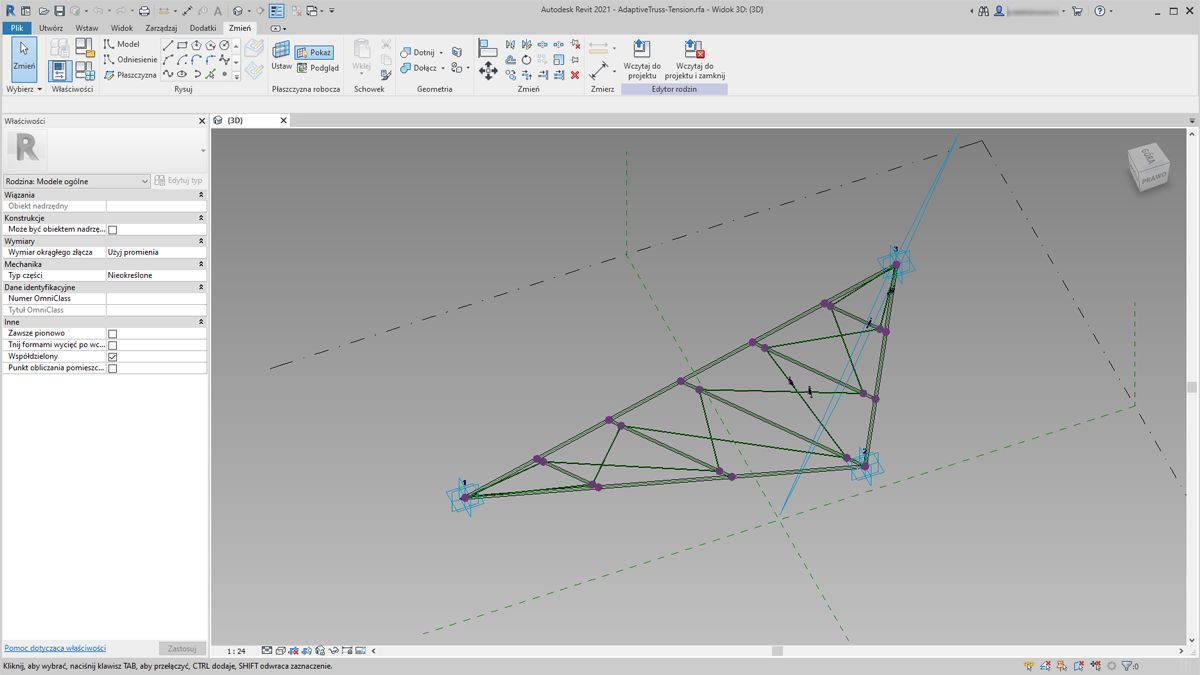 Autodesk Revit 2021 - AdaptiveTruss-Tension.rfa - Widok 3D: {3D}
Plik Utwórz Wstaw Widok Zarządzaj Dodatki Zmień
Zmień
Model
Odniesienie
Płaszczyzna
Ustaw
Pokaż
Podgląd
Wklej
Dotnij
Dołącz
Wczytaj do projektu
Wczytaj do projektu i zamknij
Wybierz Właściwości Rysuj Płaszczyzna robocza Schowek Geometria Zmień Zmierz Edytor rodzin
Właściwości
{3D}
Rodzina: Modele ogólne Edytuj typ
Wiązania
Obiekt nadrzędny
Konstrukcje
Może być obiektem nadrzę...
Wymiary
Wymiar okrągłego złącza Użyj promienia
Mechanika
Typ części Nieokreślone
Dane identyfikacyjne
Numer OmniClass
Tytuł OmniClass
Inne
Zawsze pionowo
Tnij formami wycięć po wc...
Współdzielony
Punkt obliczania pomieszc...
GÓRA
PRAWO
3
2
1
Pomoc dotycząca właściwości Zastosuj
1 : 24
Kliknij, aby wybrać, naciśnij klawisz TAB, aby przełączyć, CTRL dodaje, SHIFT odwraca zaznaczenie.
:0